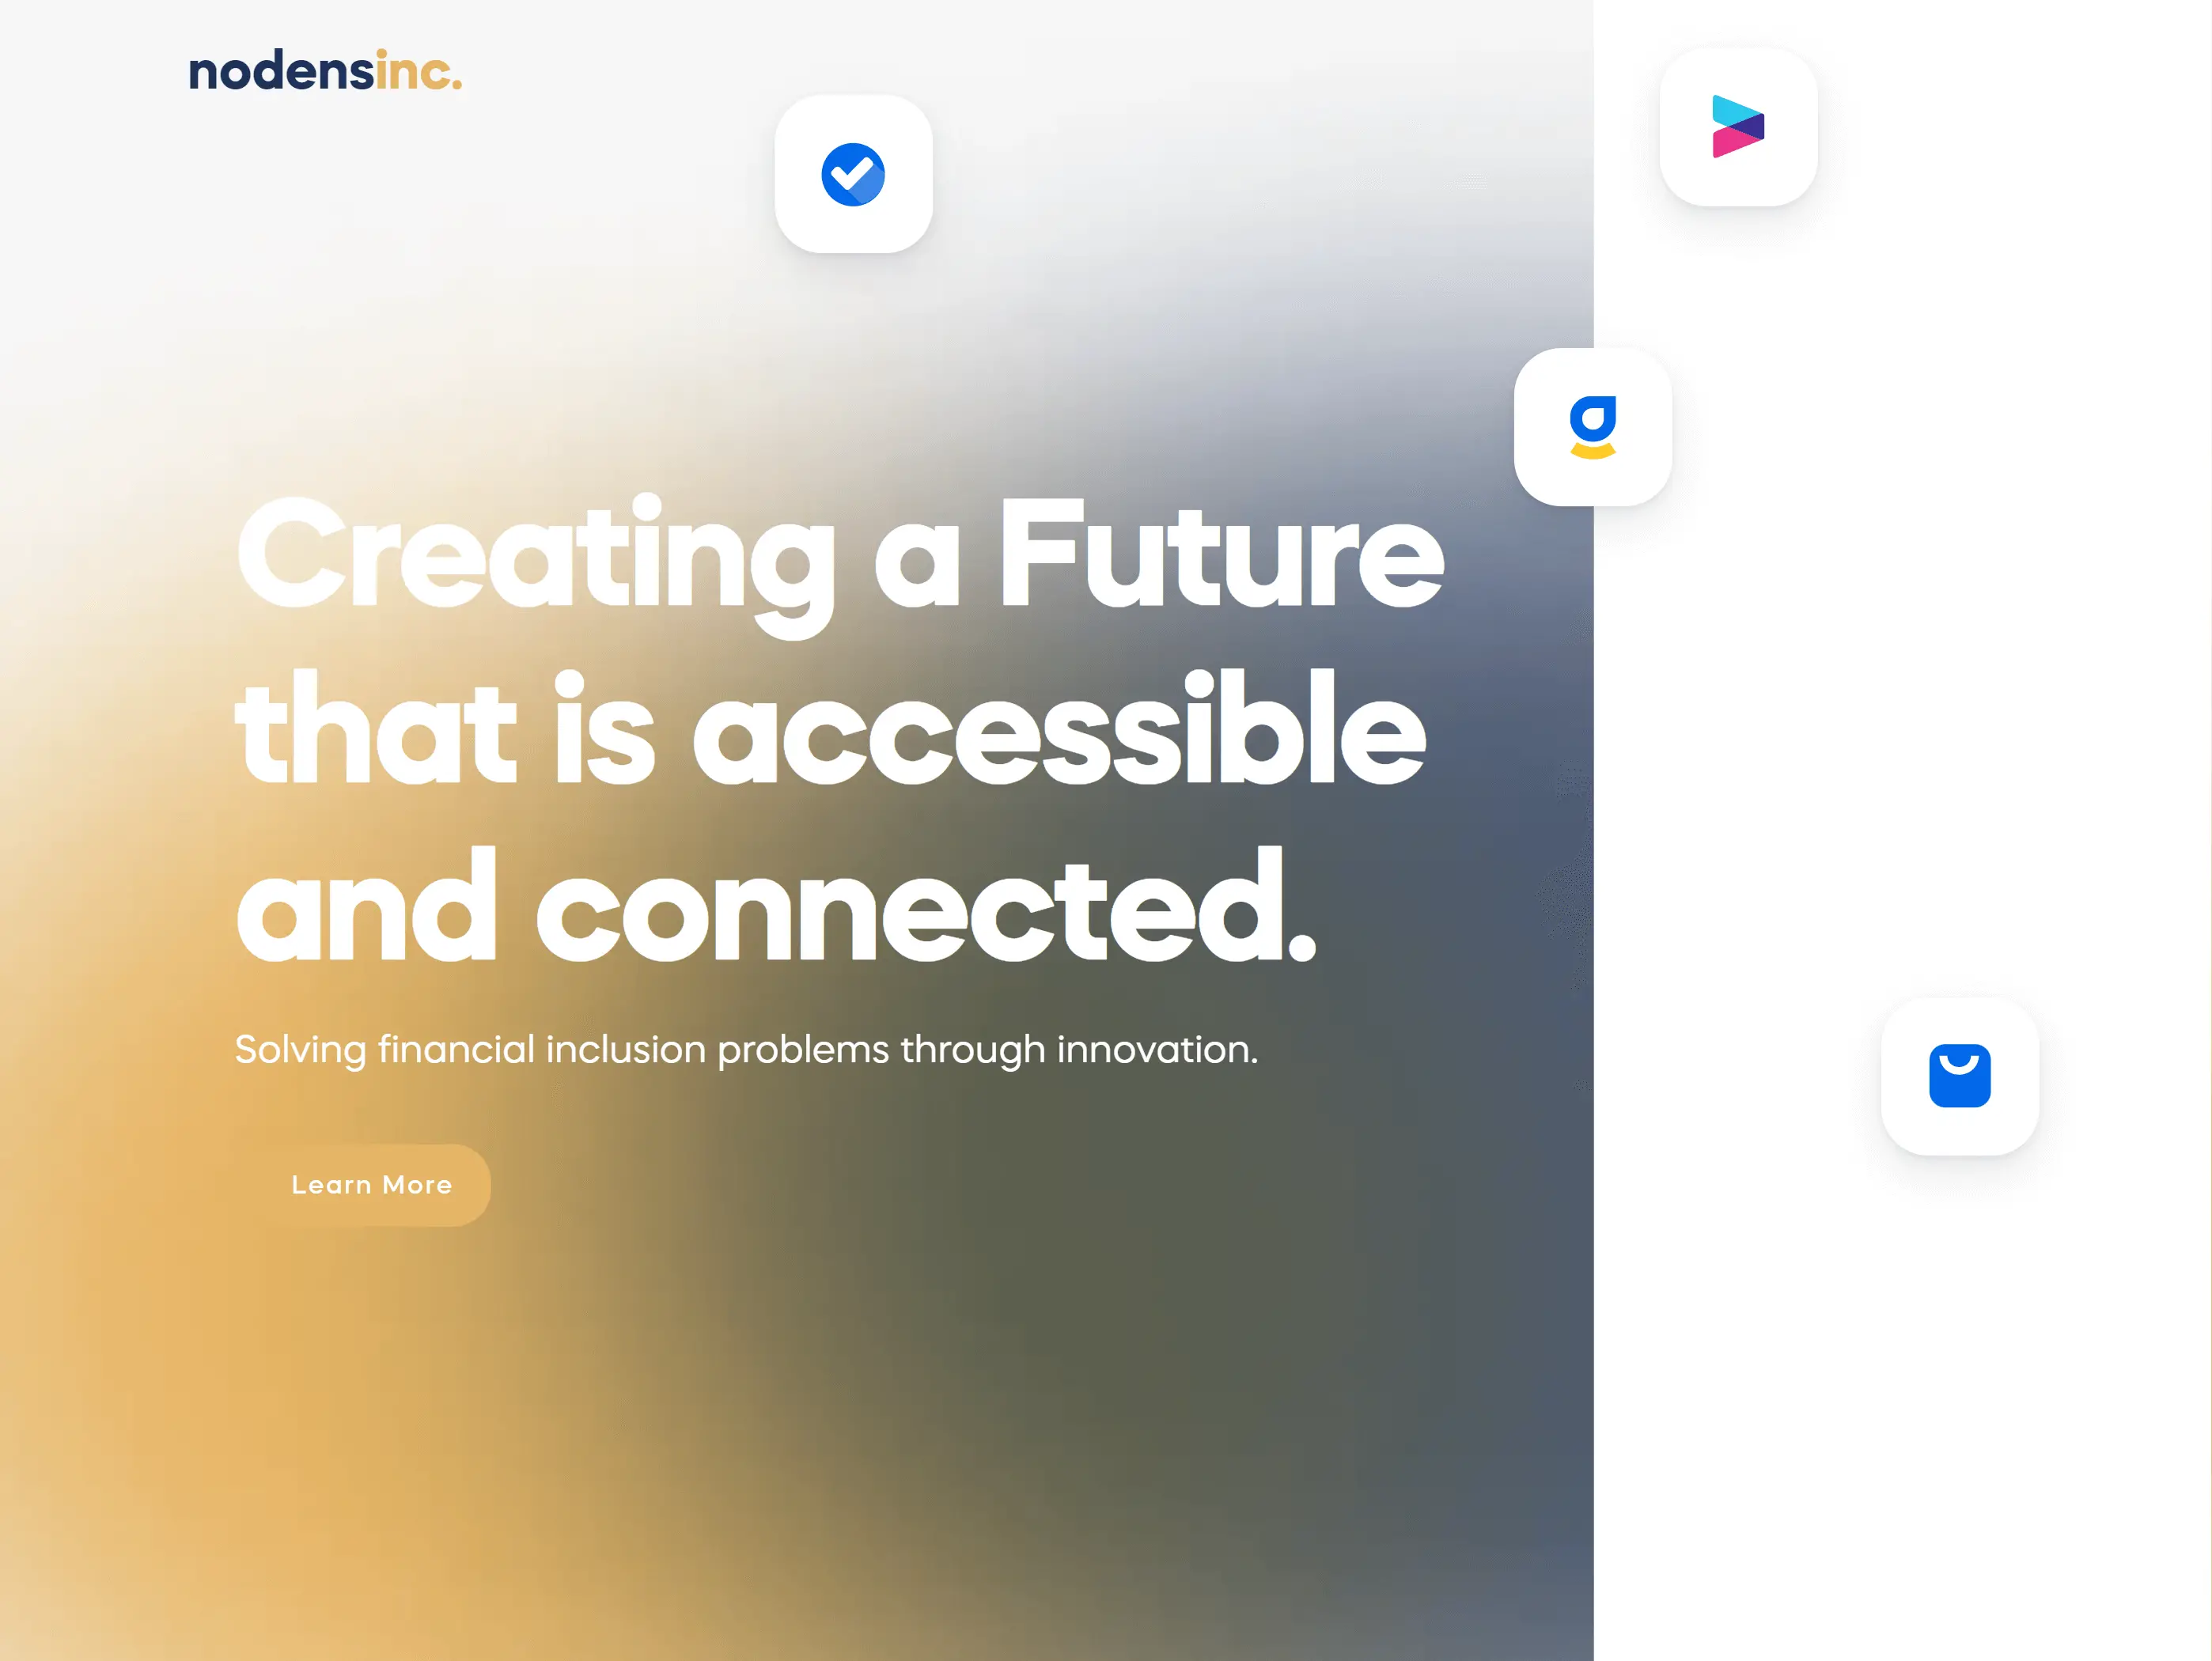 nodensinc.
Creating a Future
that is accessible
and connected.
Solving financial inclusion problems through innovation.
Learn More